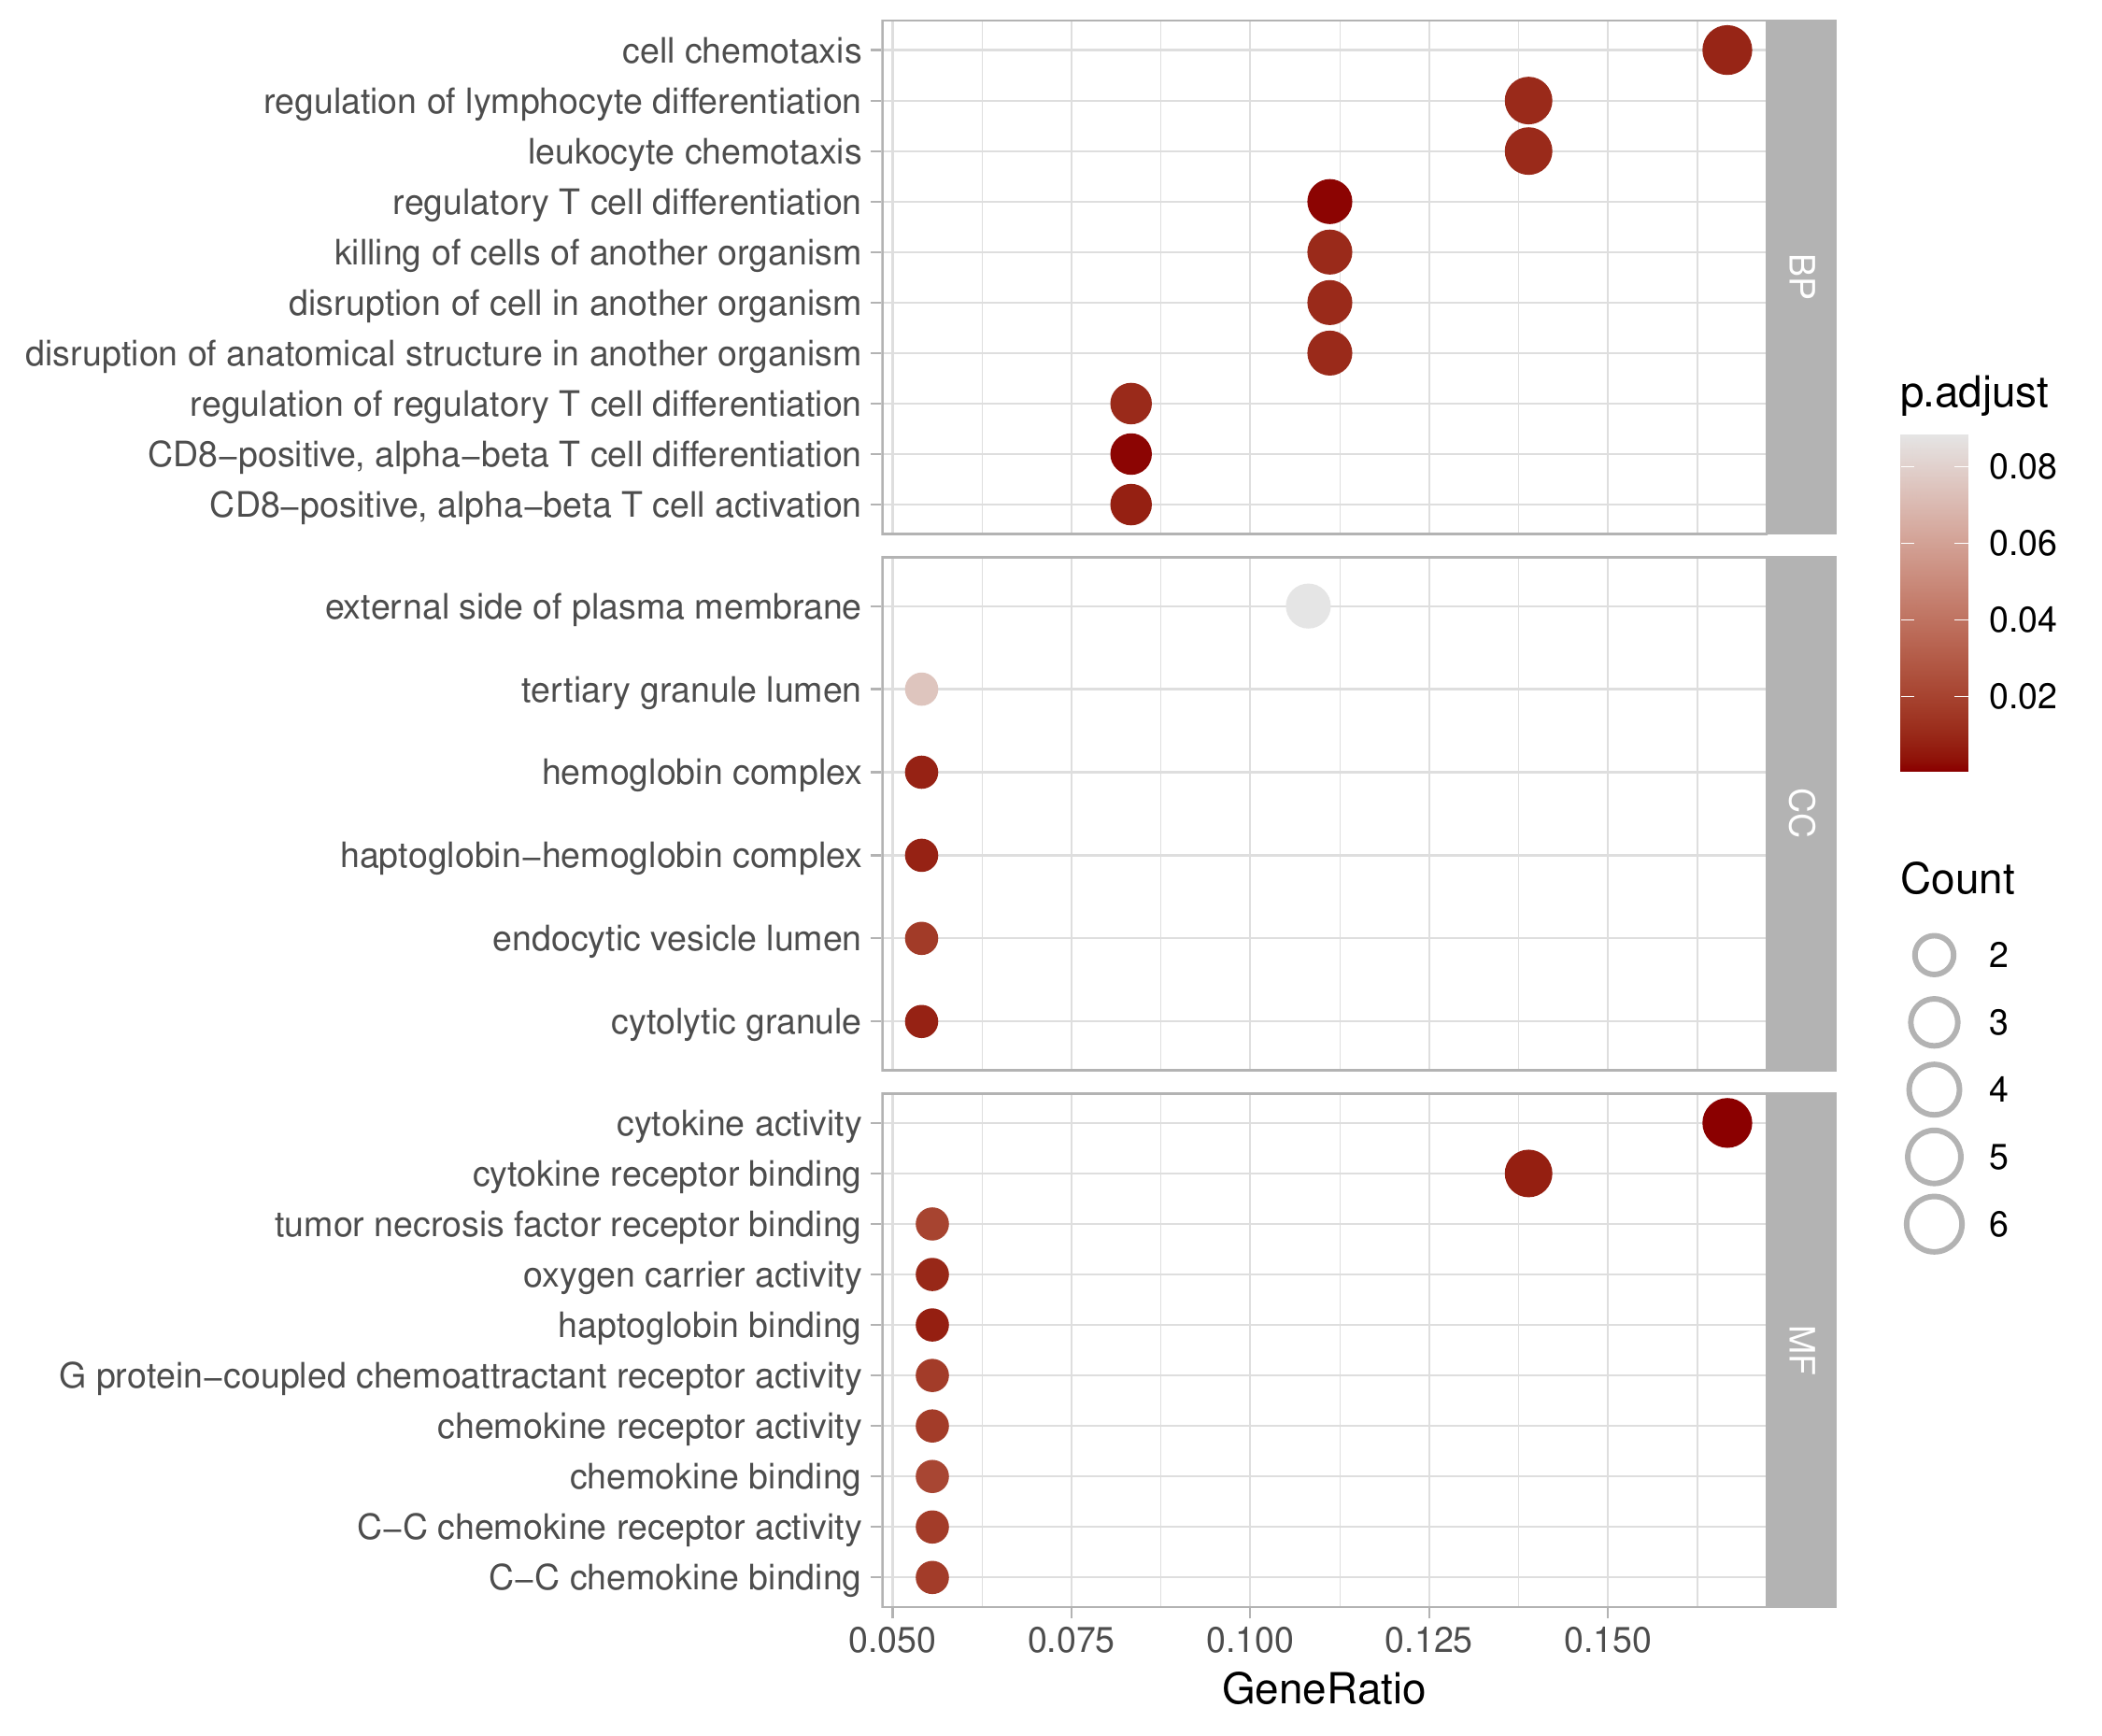 cell chemotaxis
regulation of lymphocyte differentiation
leukocyte chemotaxis
regulatory T cell differentiation
killing of cells of another organism
disruption of cell in another organism
disruption of anatomical structure in another organism
regulation of regulatory T cell differentiation
CD8−positive, alpha−beta T cell differentiation
CD8−positive, alpha−beta T cell activation
BP
external side of plasma membrane
tertiary granule lumen
hemoglobin complex
haptoglobin−hemoglobin complex
endocytic vesicle lumen
cytolytic granule
CC
cytokine activity
cytokine receptor binding
tumor necrosis factor receptor binding
oxygen carrier activity
haptoglobin binding
G protein−coupled chemoattractant receptor activity
chemokine receptor activity
chemokine binding
C−C chemokine receptor activity
C−C chemokine binding
MF
0.050 0.075 0.100 0.125 0.150
GeneRatio
p.adjust
0.08
0.06
0.04
0.02
Count
2
3
4
5
6